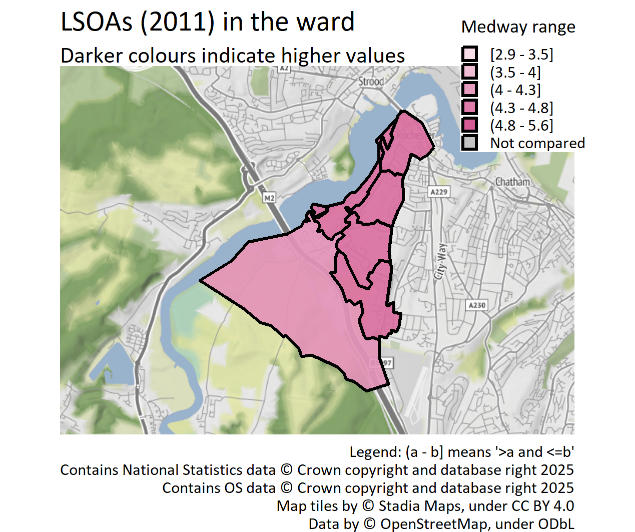 LSOAs (2011) in the ward
Darker colours indicate higher values
Medway range
[2.9 - 3.5]
(3.5 - 4]
(4 - 4.3]
(4.3 - 4.8]
(4.8 - 5.6]
Not compared
A2
Strood
A229
Chatham
M2
City Way
A230
Legend: (a - b] means '>a and <=b'
Contains National Statistics data © Crown copyright and database right 2025
Contains OS data © Crown copyright and database right 2025
Map tiles by © Stadia Maps, under CC BY 4.0
Data by © OpenStreetMap, under ODbL